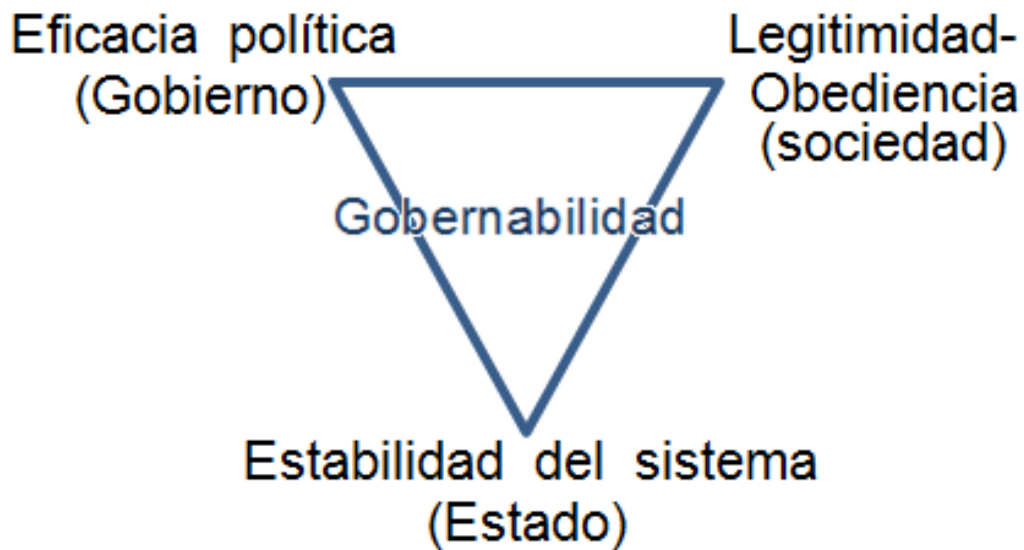 Eficacia política
(Gobierno)
Legitimidad-
Obediencia
(sociedad)
Gobernabilidad
Estabilidad del sistema
(Estado)